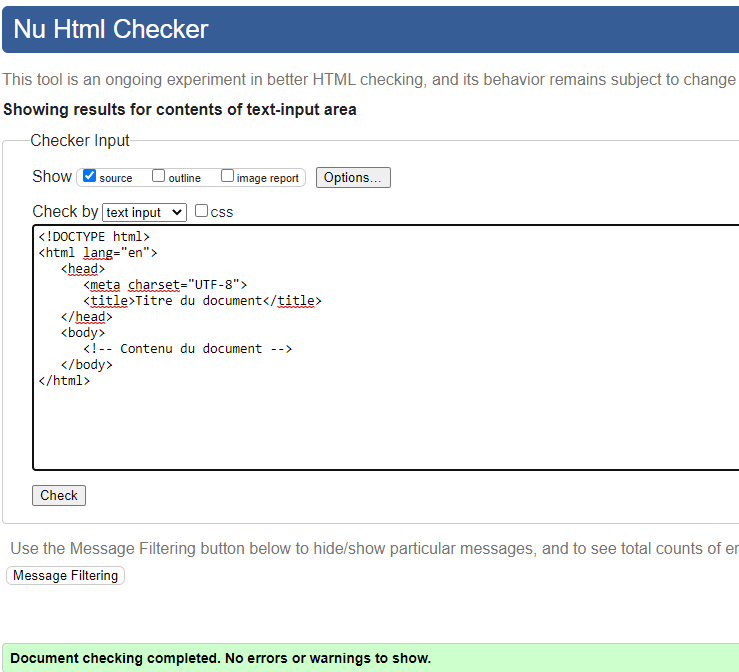 Nu Html Checker
This tool is an ongoing experiment in better HTML checking, and its behavior remains subject to change
Showing results for contents of text-input area
Checker Input
Show source outline image report Options...
Check by text input css
<!DOCTYPE html>
<html lang="en">
<head>
<meta charset="UTF-8">
<title>Titre du document</title>
</head>
<body>
<!-- Contenu du document -->
</body>
</html>
Check
Use the Message Filtering button below to hide/show particular messages, and to see total counts of er
Message Filtering
Document checking completed. No errors or warnings to show.